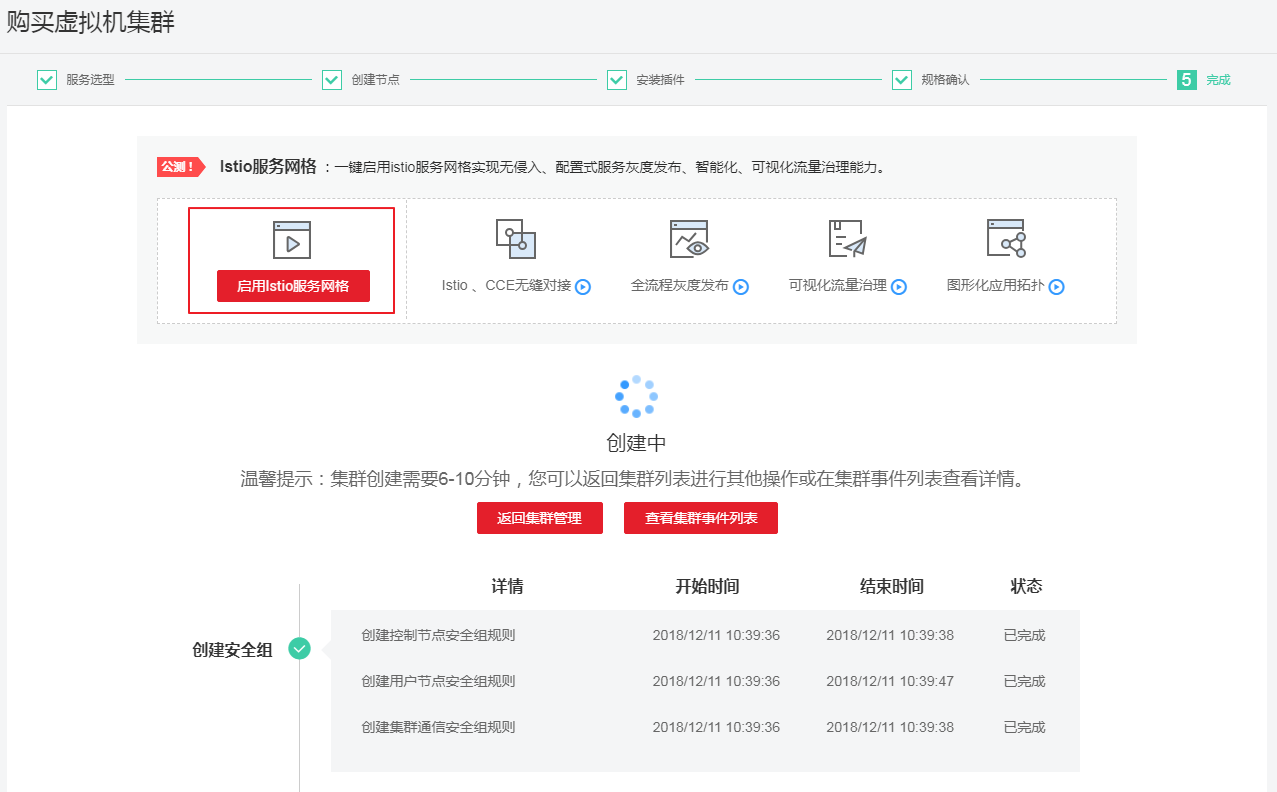 购买虚拟机集群
服务选型 创建节点 安装插件 规格确认 5 完成
公测！ Istio服务网格 ：一键启用istio服务网格实现无侵入、配置式服务灰度发布、智能化、可视化流量治理能力。
启用Istio服务网格 Istio 、CCE无缝对接 全流程灰度发布 可视化流量治理 图形化应用拓扑
创建中
温馨提示：集群创建需要6-10分钟，您可以返回集群列表进行其他操作或在集群事件列表查看详情。
返回集群管理 查看集群事件列表
详情 开始时间 结束时间 状态
创建安全组
创建控制节点安全组规则 2018/12/11 10:39:36 2018/12/11 10:39:38 已完成
创建用户节点安全组规则 2018/12/11 10:39:36 2018/12/11 10:39:47 已完成
创建集群通信安全组规则 2018/12/11 10:39:36 2018/12/11 10:39:38 已完成